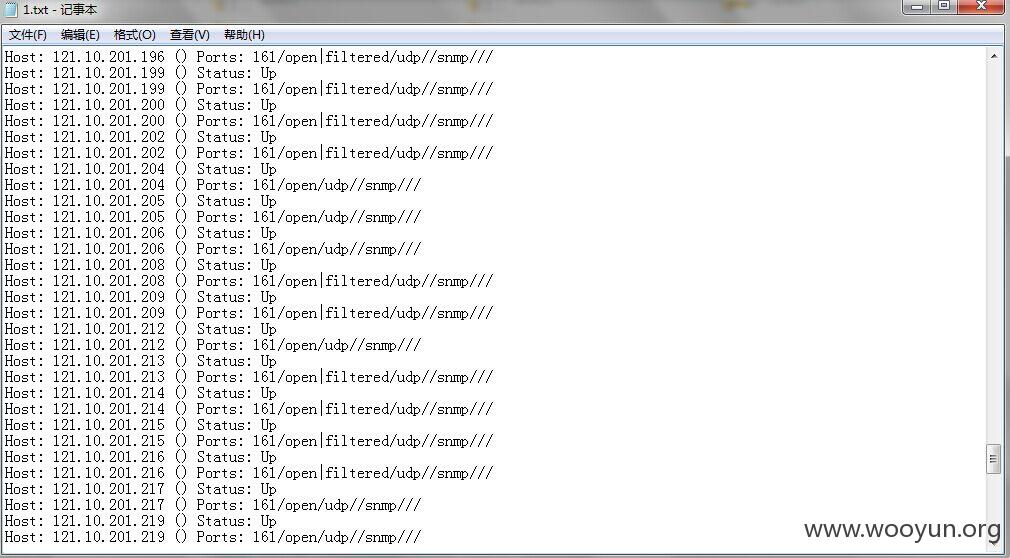 1.txt - 记事本
文件(F) 编辑(E) 格式(O) 查看(V) 帮助(H)
Host: 121.10.201.196 () Ports: 161/open|filtered/udp//snmp///
Host: 121.10.201.199 () Status: Up
Host: 121.10.201.199 () Ports: 161/open|filtered/udp//snmp///
Host: 121.10.201.200 () Status: Up
Host: 121.10.201.200 () Ports: 161/open|filtered/udp//snmp///
Host: 121.10.201.202 () Status: Up
Host: 121.10.201.202 () Ports: 161/open|filtered/udp//snmp///
Host: 121.10.201.204 () Status: Up
Host: 121.10.201.204 () Ports: 161/open/udp//snmp///
Host: 121.10.201.205 () Status: Up
Host: 121.10.201.205 () Ports: 161/open/udp//snmp///
Host: 121.10.201.206 () Status: Up
Host: 121.10.201.206 () Ports: 161/open/udp//snmp///
Host: 121.10.201.208 () Status: Up
Host: 121.10.201.208 () Ports: 161/open|filtered/udp//snmp///
Host: 121.10.201.209 () Status: Up
Host: 121.10.201.209 () Ports: 161/open|filtered/udp//snmp///
Host: 121.10.201.212 () Status: Up
Host: 121.10.201.212 () Ports: 161/open/udp//snmp///
Host: 121.10.201.213 () Status: Up
Host: 121.10.201.213 () Ports: 161/open|filtered/udp//snmp///
Host: 121.10.201.214 () Status: Up
Host: 121.10.201.214 () Ports: 161/open|filtered/udp//snmp///
Host: 121.10.201.215 () Status: Up
Host: 121.10.201.215 () Ports: 161/open|filtered/udp//snmp///
Host: 121.10.201.216 () Status: Up
Host: 121.10.201.216 () Ports: 161/open|filtered/udp//snmp///
Host: 121.10.201.217 () Status: Up
Host: 121.10.201.217 () Ports: 161/open/udp//snmp///
Host: 121.10.201.219 () Status: Up
Host: 121.10.201.219 () Ports: 161/open/udp//snmp///
www.wooyun.org